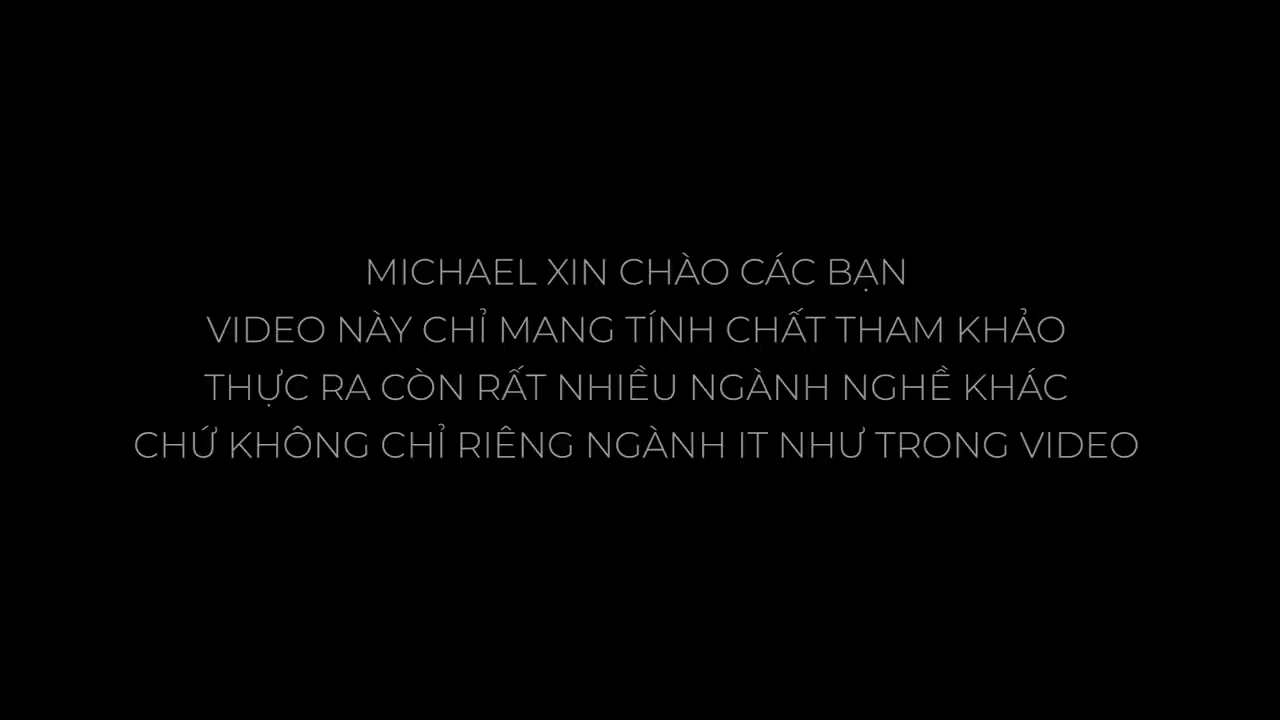 MICHAEL XIN CHÀO CÁC BẠN
VIDEO NÀY CHỈ MANG TÍNH CHẤT THAM KHẢO
THỰC RA CÒN RẤT NHIỀU NGÀNH NGHỀ KHÁC
CHỨ KHÔNG CHỈ RIÊNG NGÀNH IT NHƯ TRONG VIDEO